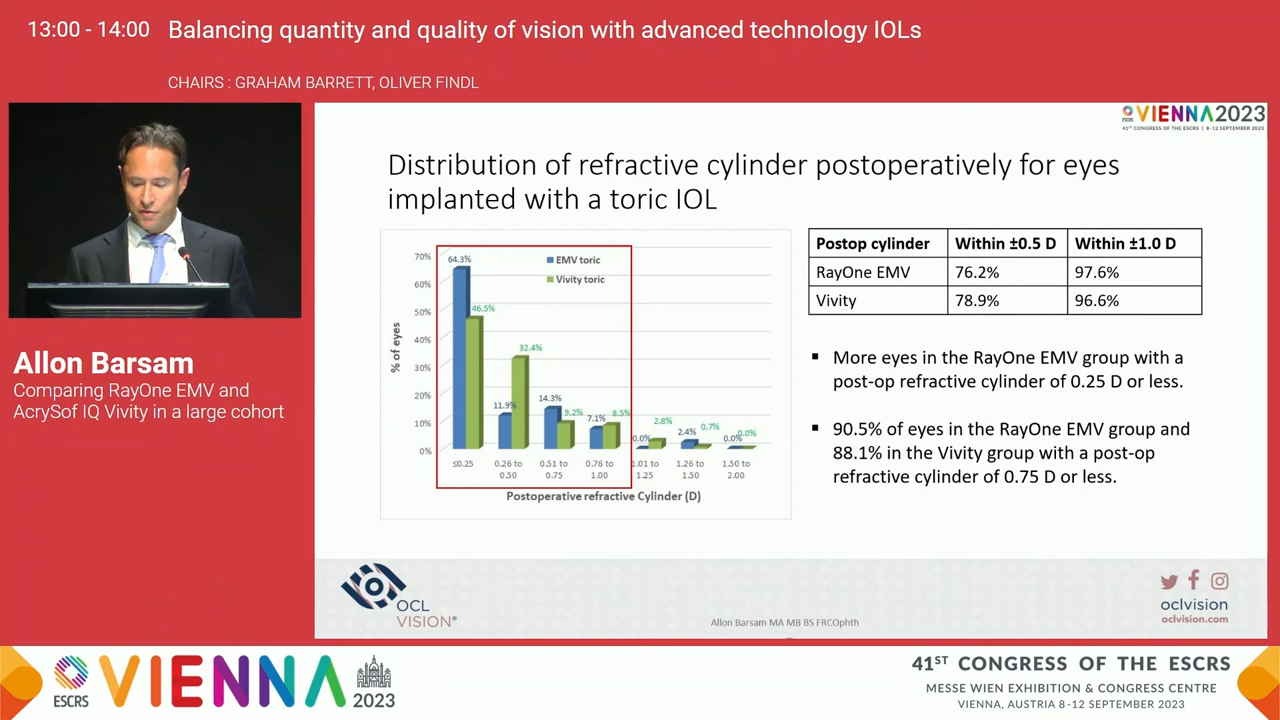 13:00 - 14:00 Balancing quantity and quality of vision with advanced technology IOLs
CHAIRS : GRAHAM BARRETT, OLIVER FINDL
Allon Barsam
Comparing RayOne EMV and
AcrySof IQ Vivity in a large cohort
ESCRS VIENNA2023
41ST CONGRESS OF THE ESCRS | 8-12 SEPTEMBER 2023
Distribution of refractive cylinder postoperatively for eyes
implanted with a toric IOL
% of eyes
70%
60%
50%
40%
30%
20%
10%
0%
EMV toric
Vivity toric
64.3%
46.5%
11.9%
32.4%
14.3%
9.2%
7.1%
8.5%
0.0%
2.8%
2.4%
0.7%
0.0%
0.0%
≤0.25
0.26 to 0.50
0.51 to 0.75
0.76 to 1.00
1.01 to 1.25
1.26 to 1.50
1.50 to 2.00
Postoperative refractive Cylinder (D)
Postop cylinder Within ±0.5 D Within ±1.0 D
RayOne EMV 76.2% 97.6%
Vivity 78.9% 96.6%
▪ More eyes in the RayOne EMV group with a
post-op refractive cylinder of 0.25 D or less.
▪ 90.5% of eyes in the RayOne EMV group and
88.1% in the Vivity group with a post-op
refractive cylinder of 0.75 D or less.
OCL
VISION®
Allon Barsam MA MB BS FRCOphth
oclvision
oclvision.com
ESCRS
VIENNA
2023
41ST CONGRESS OF THE ESCRS
MESSE WIEN EXHIBITION & CONGRESS CENTRE
VIENNA, AUSTRIA 8 -12 SEPTEMBER 2023